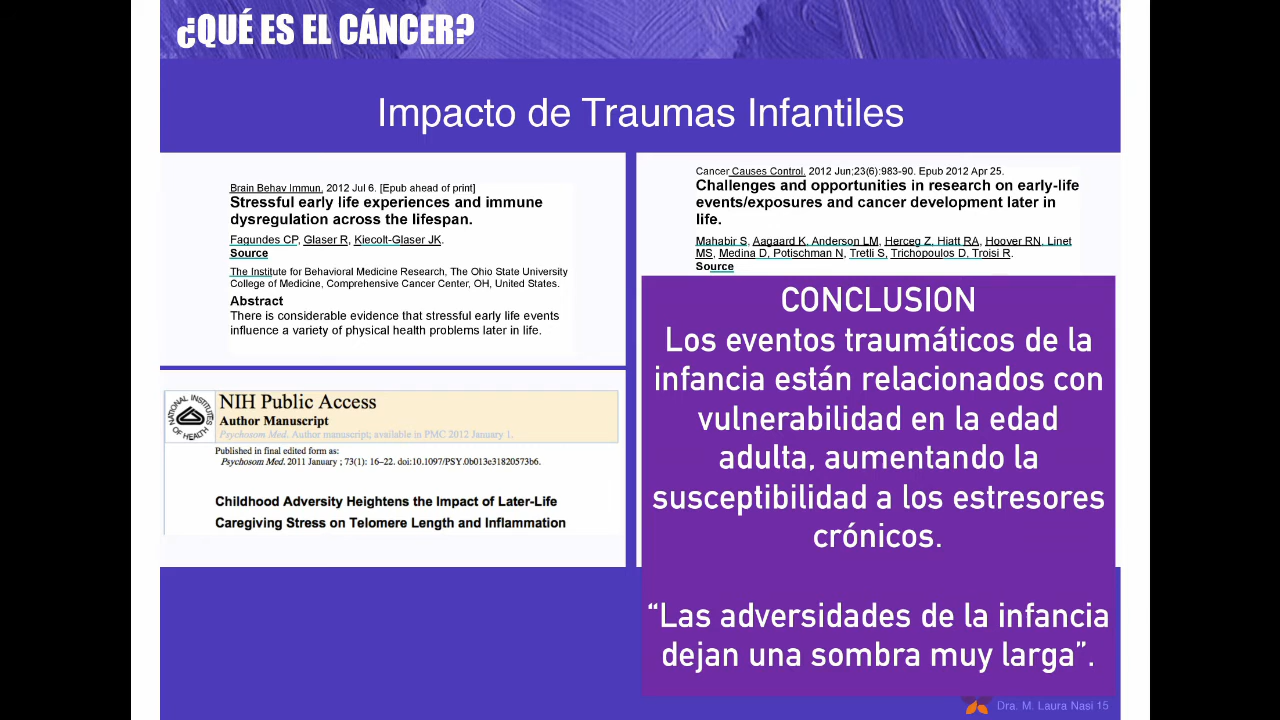 ¿QUÉ ES EL CÁNCER?
Impacto de Traumas Infantiles
Brain Behav Immun. 2012 Jul 6. [Epub ahead of print]
Stressful early life experiences and immune
dysregulation across the lifespan.
Fagundes CP, Glaser R, Kiecolt-Glaser JK.
Source
The Institute for Behavioral Medicine Research, The Ohio State University
College of Medicine, Comprehensive Cancer Center, OH, United States.
Abstract
There is considerable evidence that stressful early life events
influence a variety of physical health problems later in life.
Cancer Causes Control. 2012 Jun;23(6):983-90. Epub 2012 Apr 25.
Challenges and opportunities in research on early-life
events/exposures and cancer development later in
life.
Mahabir S, Aagaard K, Anderson LM, Herceg Z, Hiatt RA, Hoover RN, Linet
MS, Medina D, Potischman N, Tretli S, Trichopoulos D, Troisi R.
Source
NATIONAL INSTITUTES OF HEALTH
NIH Public Access
Author Manuscript
Psychosom Med. Author manuscript; available in PMC 2012 January 1.
Published in final edited form as:
Psychosom Med. 2011 January ; 73(1): 16–22. doi:10.1097/PSY.0b013e31820573b6.
Childhood Adversity Heightens the Impact of Later-Life
Caregiving Stress on Telomere Length and Inflammation
CONCLUSION
Los eventos traumáticos de la
infancia están relacionados con
vulnerabilidad en la edad
adulta, aumentando la
susceptibilidad a los estresores
crónicos.
“Las adversidades de la infancia
dejan una sombra muy larga”.
Dra. M. Laura Nasi 15